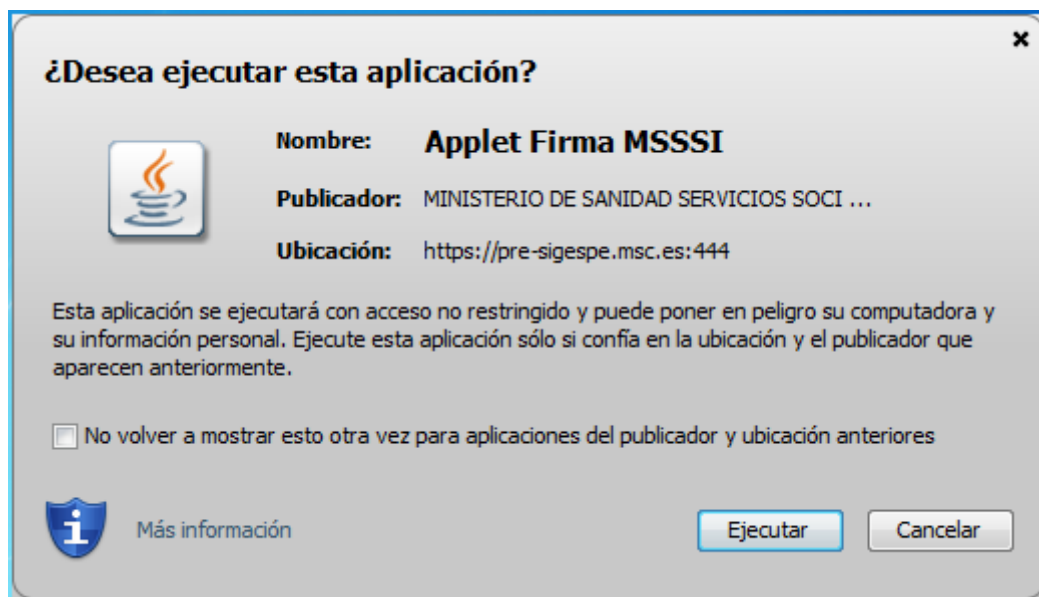 ¿Desea ejecutar esta aplicación?
Nombre: Applet Firma MSSSI
Publicador: MINISTERIO DE SANIDAD SERVICIOS SOCI ...
Ubicación: https://pre-sigespe.msc.es:444
Esta aplicación se ejecutará con acceso no restringido y puede poner en peligro su computadora y
su información personal. Ejecute esta aplicación sólo si confía en la ubicación y el publicador que
aparecen anteriormente.
No volver a mostrar esto otra vez para aplicaciones del publicador y ubicación anteriores
Más información
Ejecutar
Cancelar